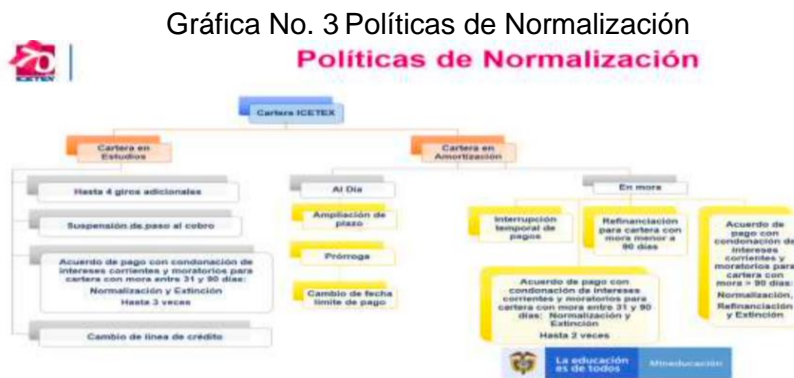 Gráfica No. 3 Políticas de Normalización
70
ICETEX
Políticas de Normalización
Cartera ICETEX
Cartera en
Estudios
Cartera en
Amortización
Hasta 4 giros adicionales
Suspensión de paso al cobro
Acuerdo de pago con condonación de
intereses corrientes y moratorios para
cartera con mora entre 31 y 90 días:
Normalización y Extinción
Hasta 3 veces
Cambio de línea de crédito
Al Día
Ampliación de
plazo
Prórroga
Cambio de fecha
límite de pago
En mora
Interrupción
temporal de
pagos
Refinanciación
para cartera con
mora menor a
90 días
Acuerdo de
pago con
condonación de
intereses
corrientes y
moratorios para
cartera con
mora > 90 días:
Normalización,
Refinanciación
y Extinción
Acuerdo de pago con
condonación de intereses
corrientes y moratorios para
cartera con mora entre 31 y 90
días: Normalización y
Extinción
Hasta 2 veces
La educación
es de todos
Mineducación